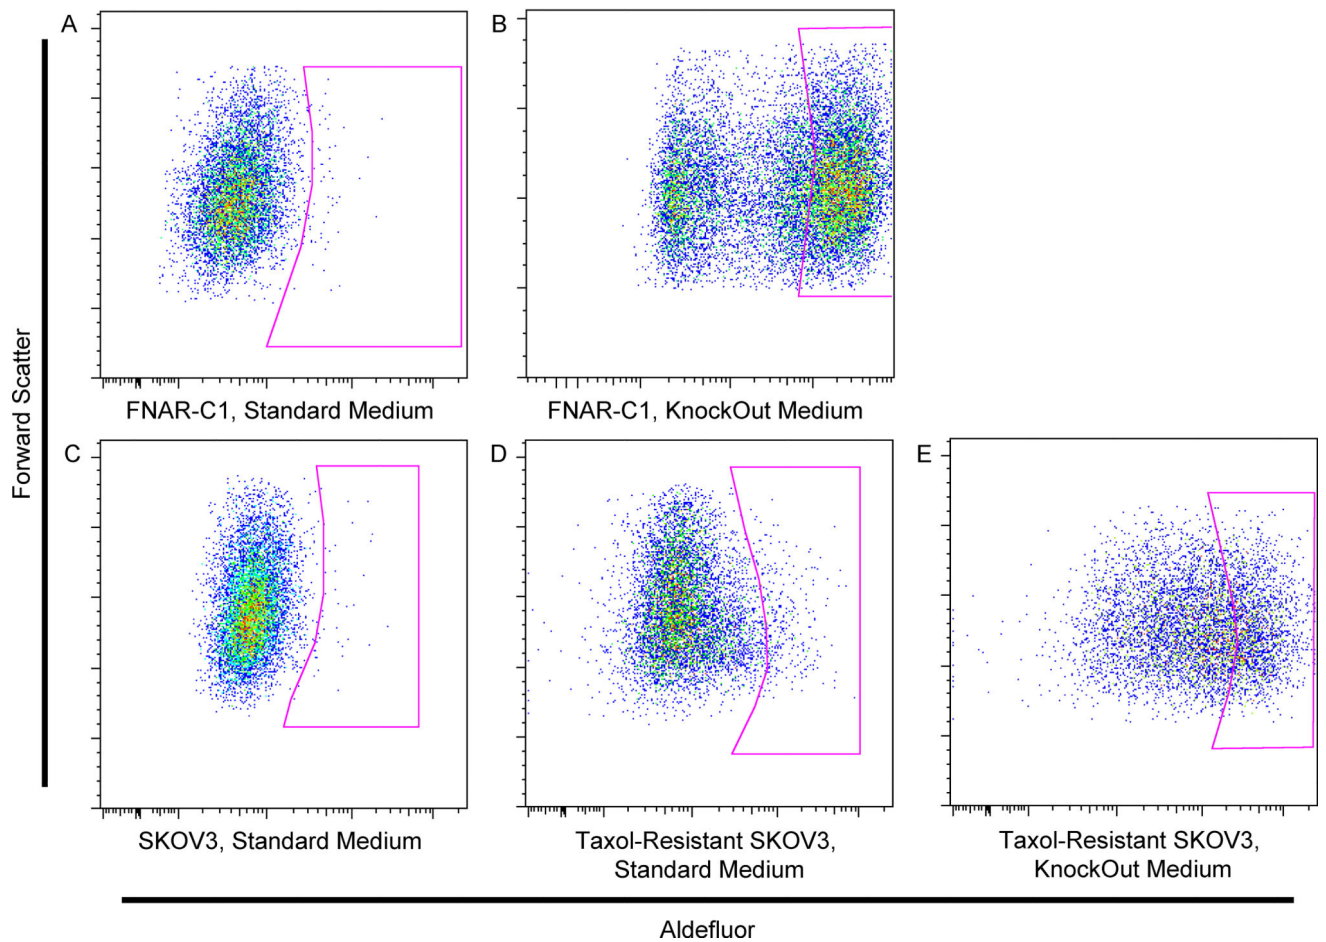 A
B
Forward Scatter
FNAR-C1, Standard Medium
FNAR-C1, KnockOut Medium
C
D
E
SKOV3, Standard Medium
Taxol-Resistant SKOV3,
Standard Medium
Taxol-Resistant SKOV3,
KnockOut Medium
Aldefluor